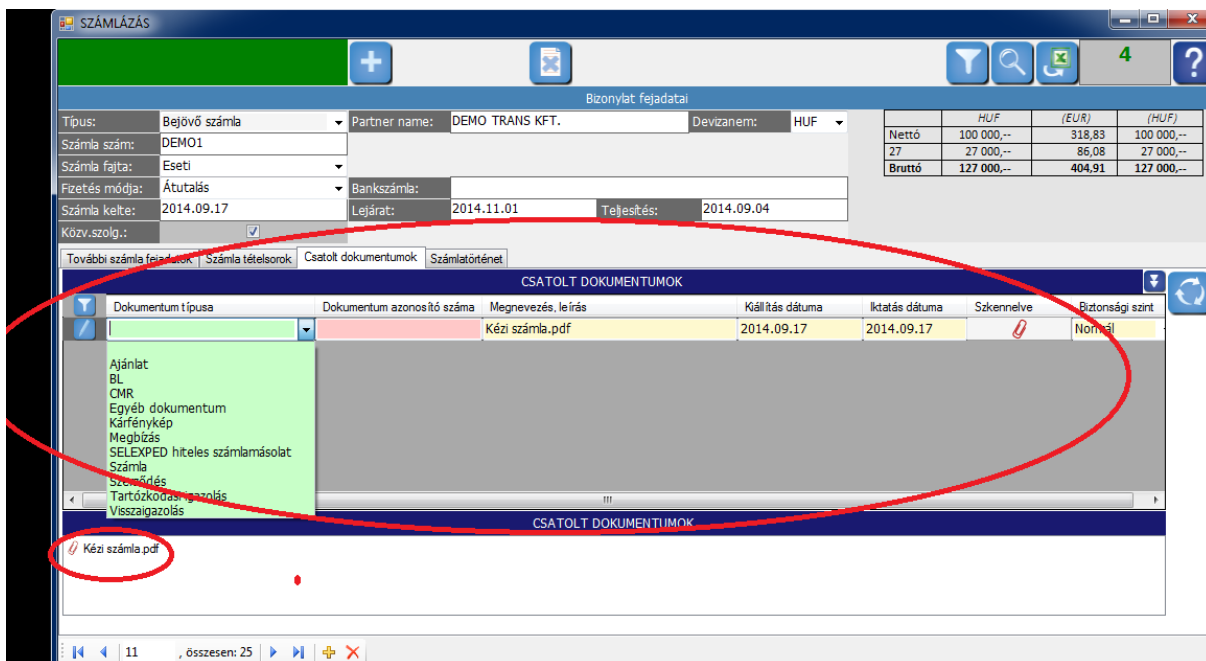 SZÁMLÁZÁS
4
?
Bizonylat fejadatai
Típus: Bejövő számla Partner name: DEMO TRANS KFT. Devizanem: HUF
HUF (EUR) (HUF)
Nettó 100 000,-- 318,83 100 000,--
27 27 000,-- 86,08 27 000,--
Bruttó 127 000,-- 404,91 127 000,--
Számla szám: DEMO1
Számla fajta: Eseti
Fizetés módja: Átutalás Bankszámla:
Számla kelte: 2014.09.17 Lejárat: 2014.11.01 Teljesítés: 2014.09.04
Közv.szolg.:
További számla fejadatok Számla tételsorok Csatolt dokumentumok Számlatörténet
CSATOLT DOKUMENTUMOK
Dokumentum típusa Dokumentum azonosító száma Megnevezés, leírás Kiállítás dátuma Iktatás dátuma Szkennelve Biztonsági szint
Kézi számla.pdf 2014.09.17 2014.09.17 Normál
Ajánlat
BL
CMR
Egyéb dokumentum
Kárfénykép
Megbízás
SELEXPED hiteles számlamásolat
Számla
Szerződés
Tartózkodási igazolás
Visszaigazolás
CSATOLT DOKUMENTUMOK
Kézi számla.pdf
11 , összesen: 25